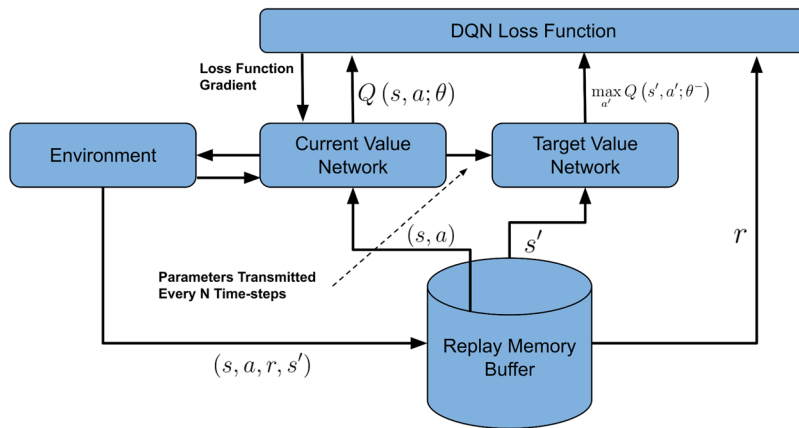 DQN Loss Function
Loss Function
Gradient
Q (s, a; θ)
max Q (s′, a′; θ⁻)
a′
Environment
Current Value
Network
Target Value
Network
(s, a)
s′
r
Parameters Transmitted
Every N Time-steps
Replay Memory
Buffer
(s, a, r, s′)